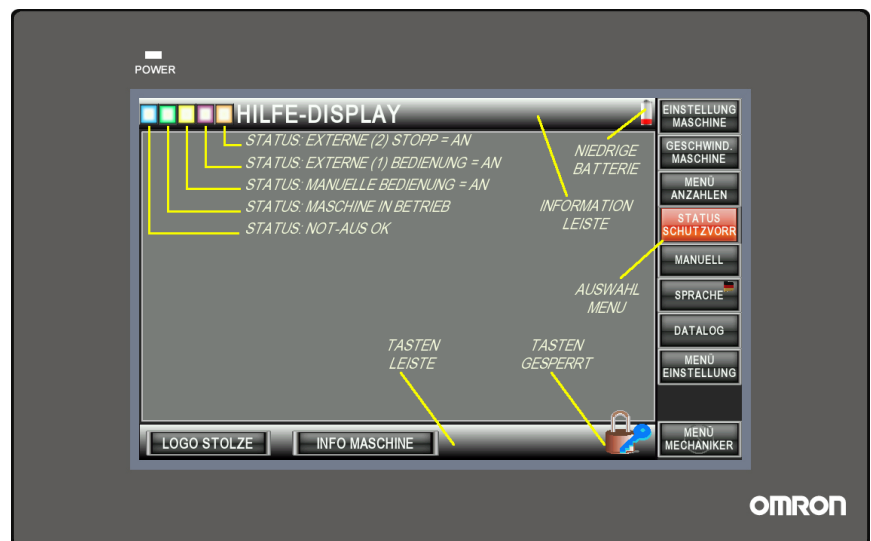 POWER
HILFE-DISPLAY
STATUS: EXTERNE (2) STOPP = AN
STATUS: EXTERNE (1) BEDIENUNG = AN
STATUS: MANUELLE BEDIENUNG = AN
STATUS: MASCHINE IN BETRIEB
STATUS: NOT-AUS OK
NIEDRIGE
BATTERIE
INFORMATION
LEISTE
AUSWAHL
MENU
TASTEN
LEISTE
TASTEN
GESPERRT
LOGO STOLZE
INFO MASCHINE
EINSTELLUNG
MASCHINE
GESCHWIND.
MASCHINE
MENÜ
ANZAHLEN
STATUS
SCHUTZVORR
MANUELL
SPRACHE
DATALOG
MENÜ
EINSTELLUNG
MENÜ
MECHANIKER
OMRON